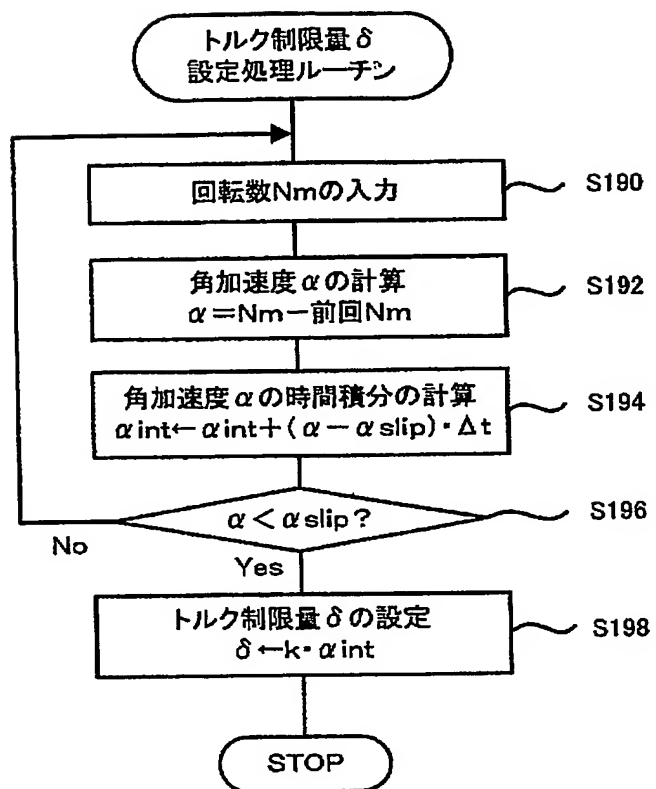 トルク制限量δ
設定処理ルーチン
回転数Nmの入力
S190
角加速度αの計算
α＝Nm－前回Nm
S192
角加速度αの時間積分の計算
αint←αint＋(α－αslip)・Δt
S194
α＜αslip？
S196
No
Yes
トルク制限量δの設定
δ←k・αint
S198
STOP